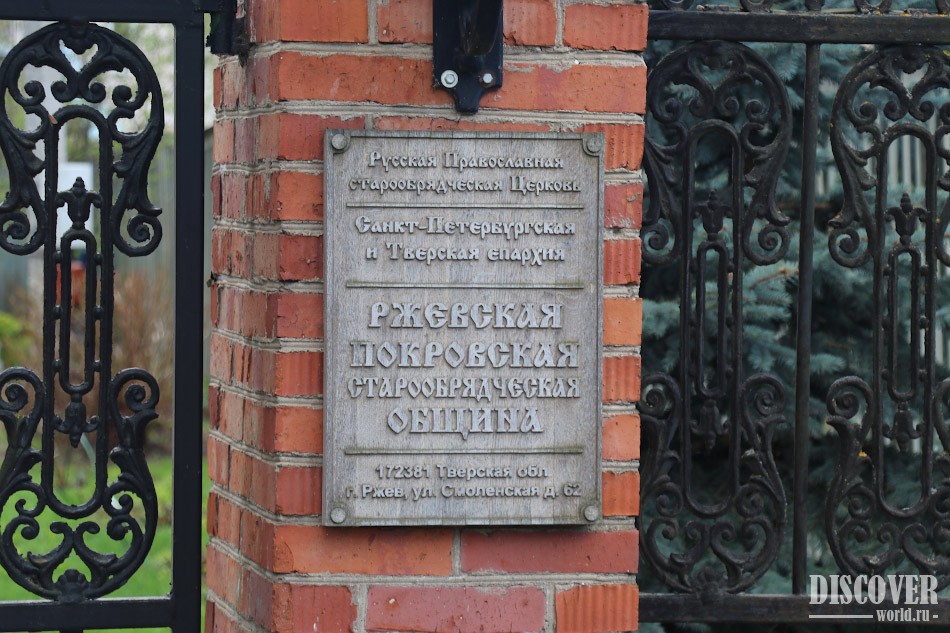 Русская Православная
старообрядческая Церковь
Санкт-Петербургская
и Тверская епархия
РЖЕВСКАЯ
ПОКРОВСКАЯ
СТАРООБРЯДЧЕСКАЯ
ОБЩИНА
172381 Тверская обл.
г. Ржев, ул. Смоленская д. 62
DISCOVER
world.ru